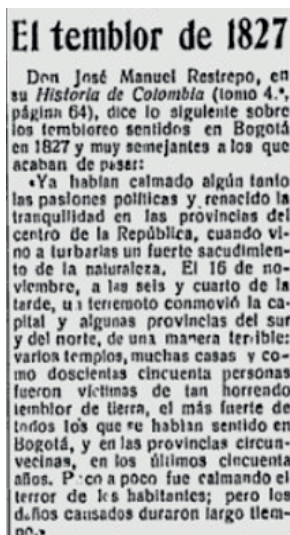 El temblor de 1827
Don José Manuel Restrepo, en
su Historia de Colombia (tomo 4.º,
página 64), dice lo siguiente sobre
los tembloreo sentidos en Bogotá
en 1827 y muy semejantes a los que
acaban de pasar:
«Ya habían calmado algún tanto
las pasiones políticas y renacido la
tranquilidad en las provincias del
centro de la República, cuando vi-
no a turbarlas un fuerte sacudimien-
to de la naturaleza. El 16 de no-
viembre, a las seis y cuarto de la
tarde, un terremoto conmovió la ca-
pital y algunas provincias del sur
y del norte, de una manera terrible:
varios templos, muchas casas y co-
mo doscientas cincuenta personas
fueron víctimas de tan horrendo
temblor de tierra, el más fuerte de
todos los que se habían sentido en
Bogotá, y en las provincias circun-
vecinas, en los últimos cincuenta
años. Poco a poco fue calmando el
terror de los habitantes; pero los
daños causados duraron largo tiem-
po.»